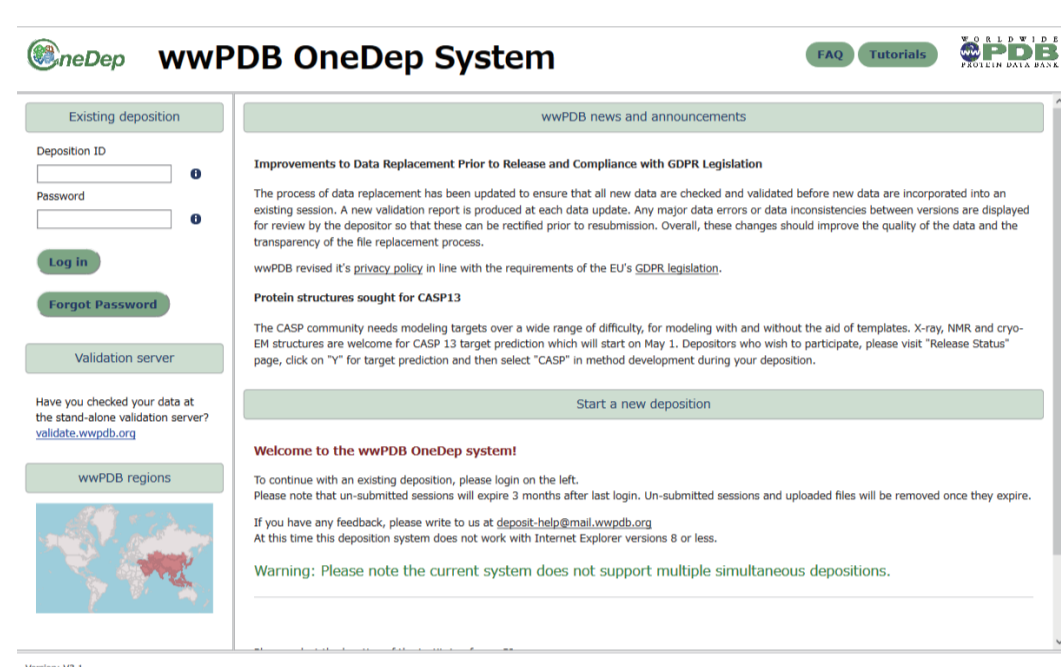 OneDep
wwPDB OneDep System
FAQ
Tutorials
WORLDWIDE
PDB
PROTEIN DATA BANK
Existing deposition
Deposition ID
Password
Log in
Forgot Password
Validation server
Have you checked your data at
the stand-alone validation server?
validate.wwpdb.org
wwPDB regions
wwPDB news and announcements
Improvements to Data Replacement Prior to Release and Compliance with GDPR Legislation
The process of data replacement has been updated to ensure that all new data are checked and validated before new data are incorporated into an
existing session. A new validation report is produced at each data update. Any major data errors or data inconsistencies between versions are displayed
for review by the depositor so that these can be rectified prior to resubmission. Overall, these changes should improve the quality of the data and the
transparency of the file replacement process.
wwPDB revised it's privacy policy in line with the requirements of the EU's GDPR legislation.
Protein structures sought for CASP13
The CASP community needs modeling targets over a wide range of difficulty, for modeling with and without the aid of templates. X-ray, NMR and cryo-
EM structures are welcome for CASP 13 target prediction which will start on May 1. Depositors who wish to participate, please visit "Release Status"
page, click on "Y" for target prediction and then select "CASP" in method development during your deposition.
Start a new deposition
Welcome to the wwPDB OneDep system!
To continue with an existing deposition, please login on the left.
Please note that un-submitted sessions will expire 3 months after last login. Un-submitted sessions and uploaded files will be removed once they expire.
If you have any feedback, please write to us at deposit-help@mail.wwpdb.org
At this time this deposition system does not work with Internet Explorer versions 8 or less.
Warning: Please note the current system does not support multiple simultaneous depositions.